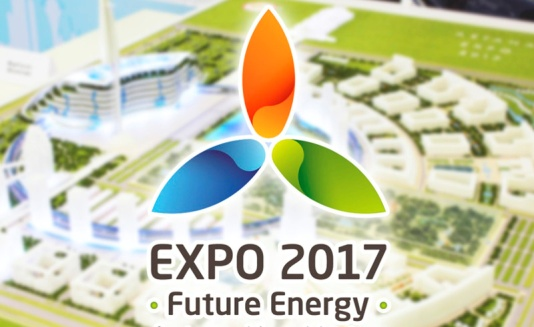 EXPO 2017
• Future Energy •